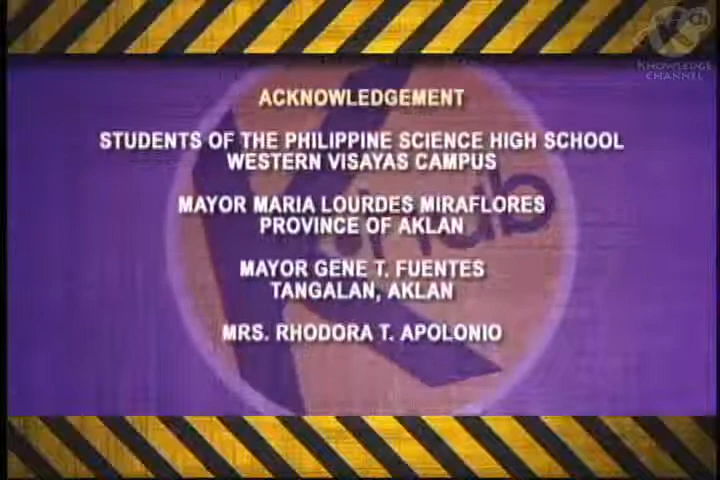 Ch
KNOWLEDGE
CHANNEL
ACKNOWLEDGEMENT
STUDENTS OF THE PHILIPPINE SCIENCE HIGH SCHOOL
WESTERN VISAYAS CAMPUS
MAYOR MARIA LOURDES MIRAFLORES
PROVINCE OF AKLAN
MAYOR GENE T. FUENTES
TANGALAN, AKLAN
MRS. RHODORA T. APOLONIO